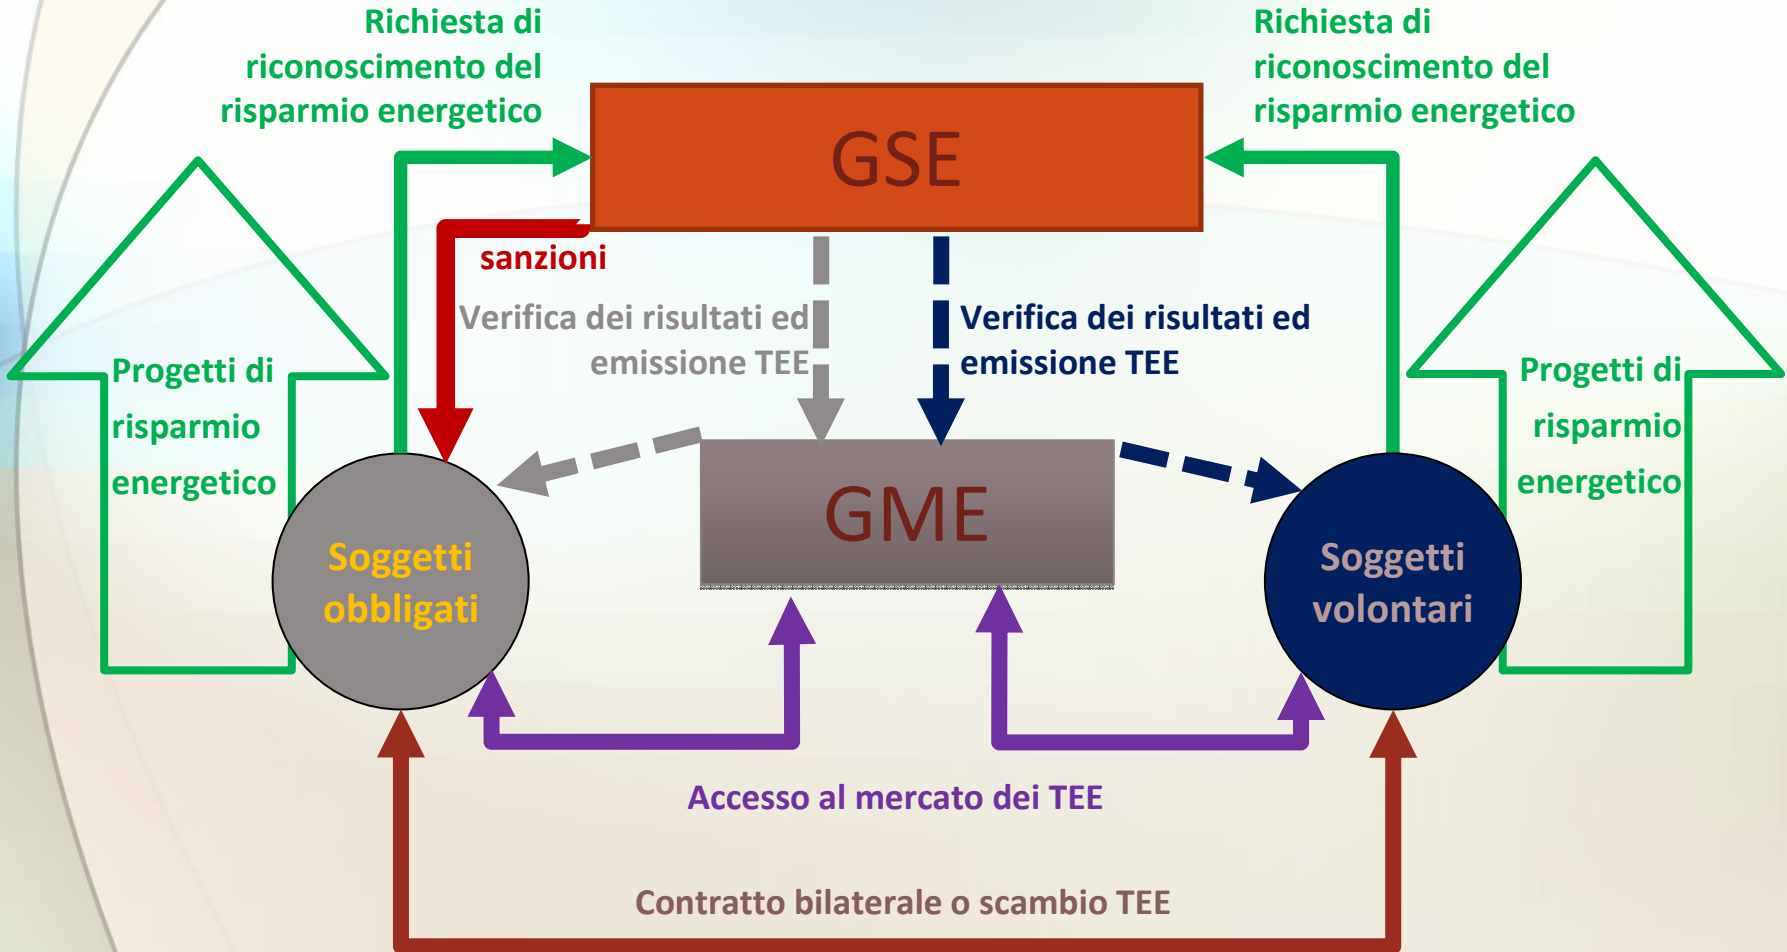 Richiesta di
riconoscimento del
risparmio energetico
Richiesta di
riconoscimento del
risparmio energetico
GSE
sanzioni
Verifica dei risultati ed
emissione TEE
Verifica dei risultati ed
emissione TEE
Progetti di
risparmio
energetico
Progetti di
risparmio
energetico
GME
Soggetti
obbligati
Soggetti
volontari
Accesso al mercato dei TEE
Contratto bilaterale o scambio TEE